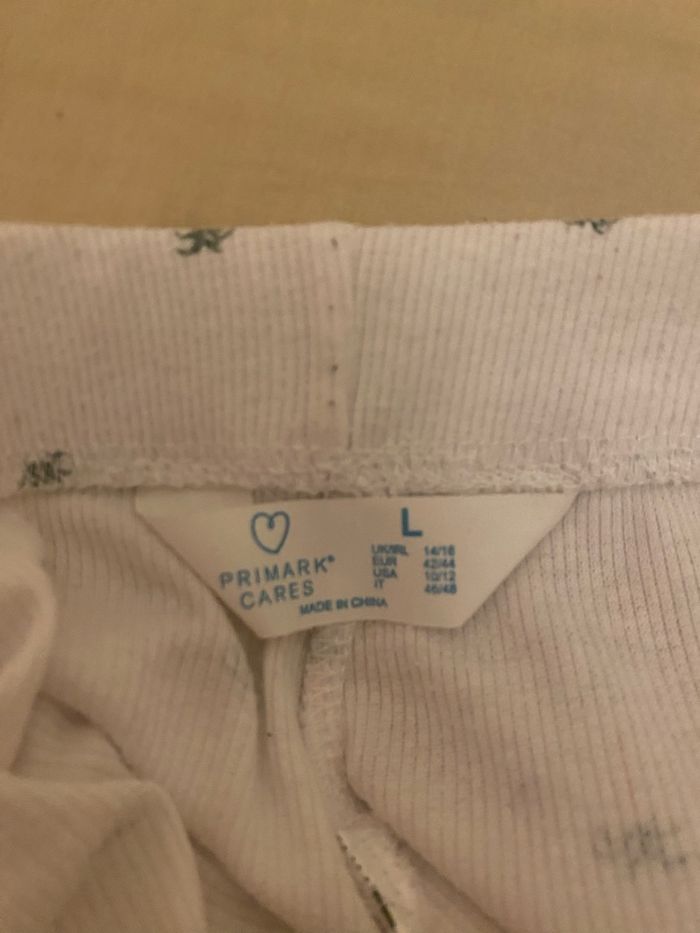 PRIMARK®
CARES
L
UK/IRL 14/16
EUR 42/44
USA 10/12
IT 46/48
MADE IN CHINA